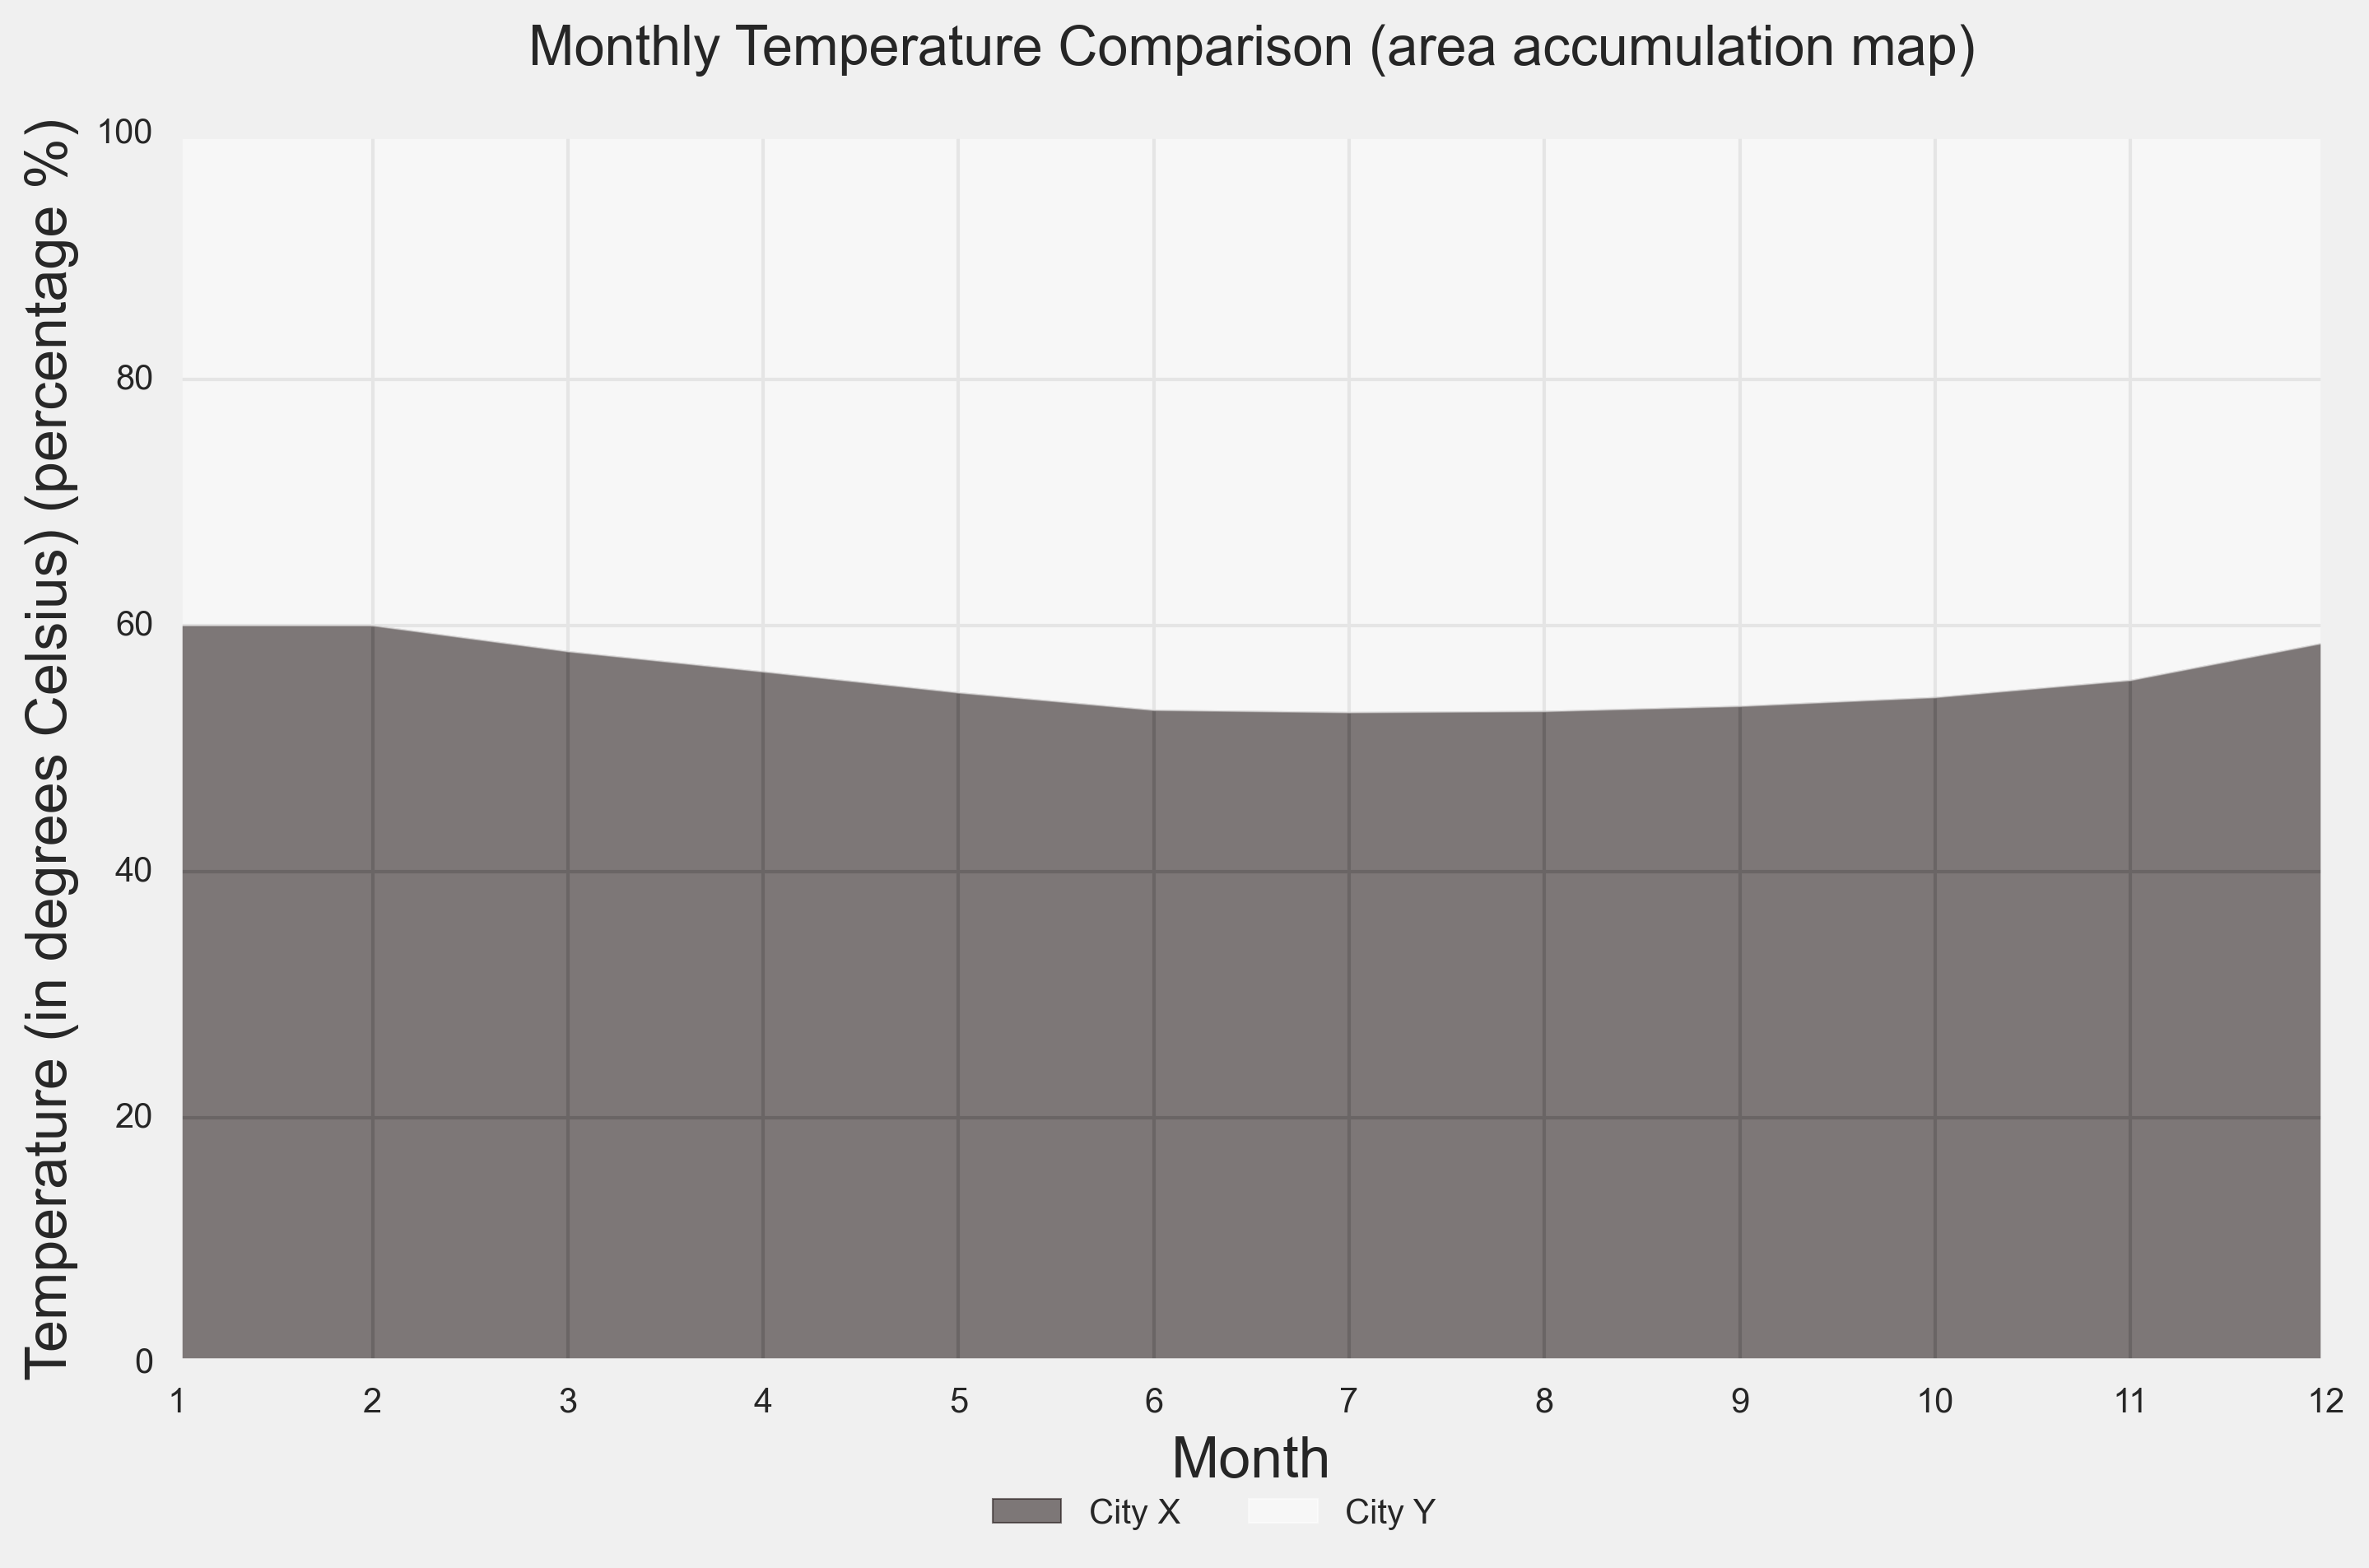 Monthly Temperature Comparison (area accumulation map)
Temperature (in degrees Celsius) (percentage %)
100
80
60
40
20
0
1 2 3 4 5 6 7 8 9 10 11 12
Month
City X City Y